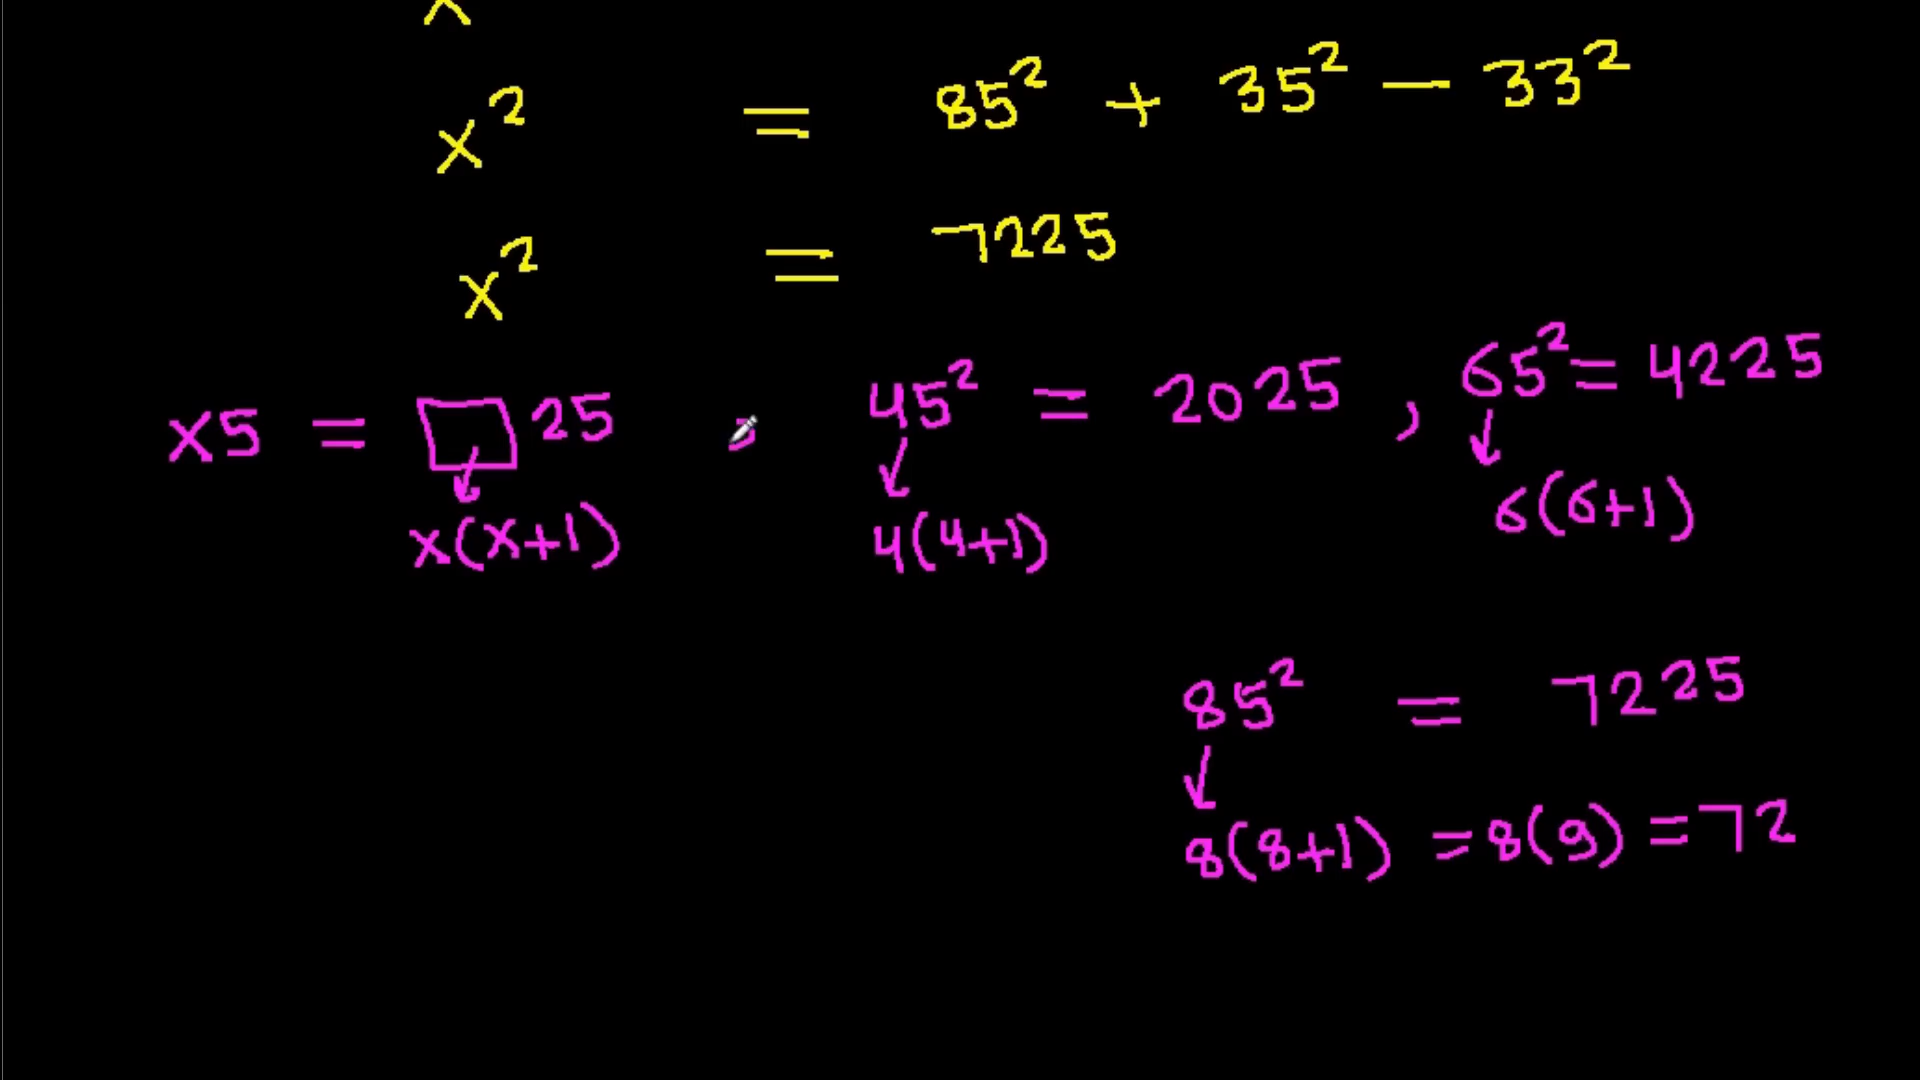 x² = 85² + 35² – 33²
x² = 7225
x5 = □25 45² = 2025 , 65² = 4225
x(x+1) 4(4+1) 6(6+1)
85² = 7225
8(8+1) = 8(9) = 72